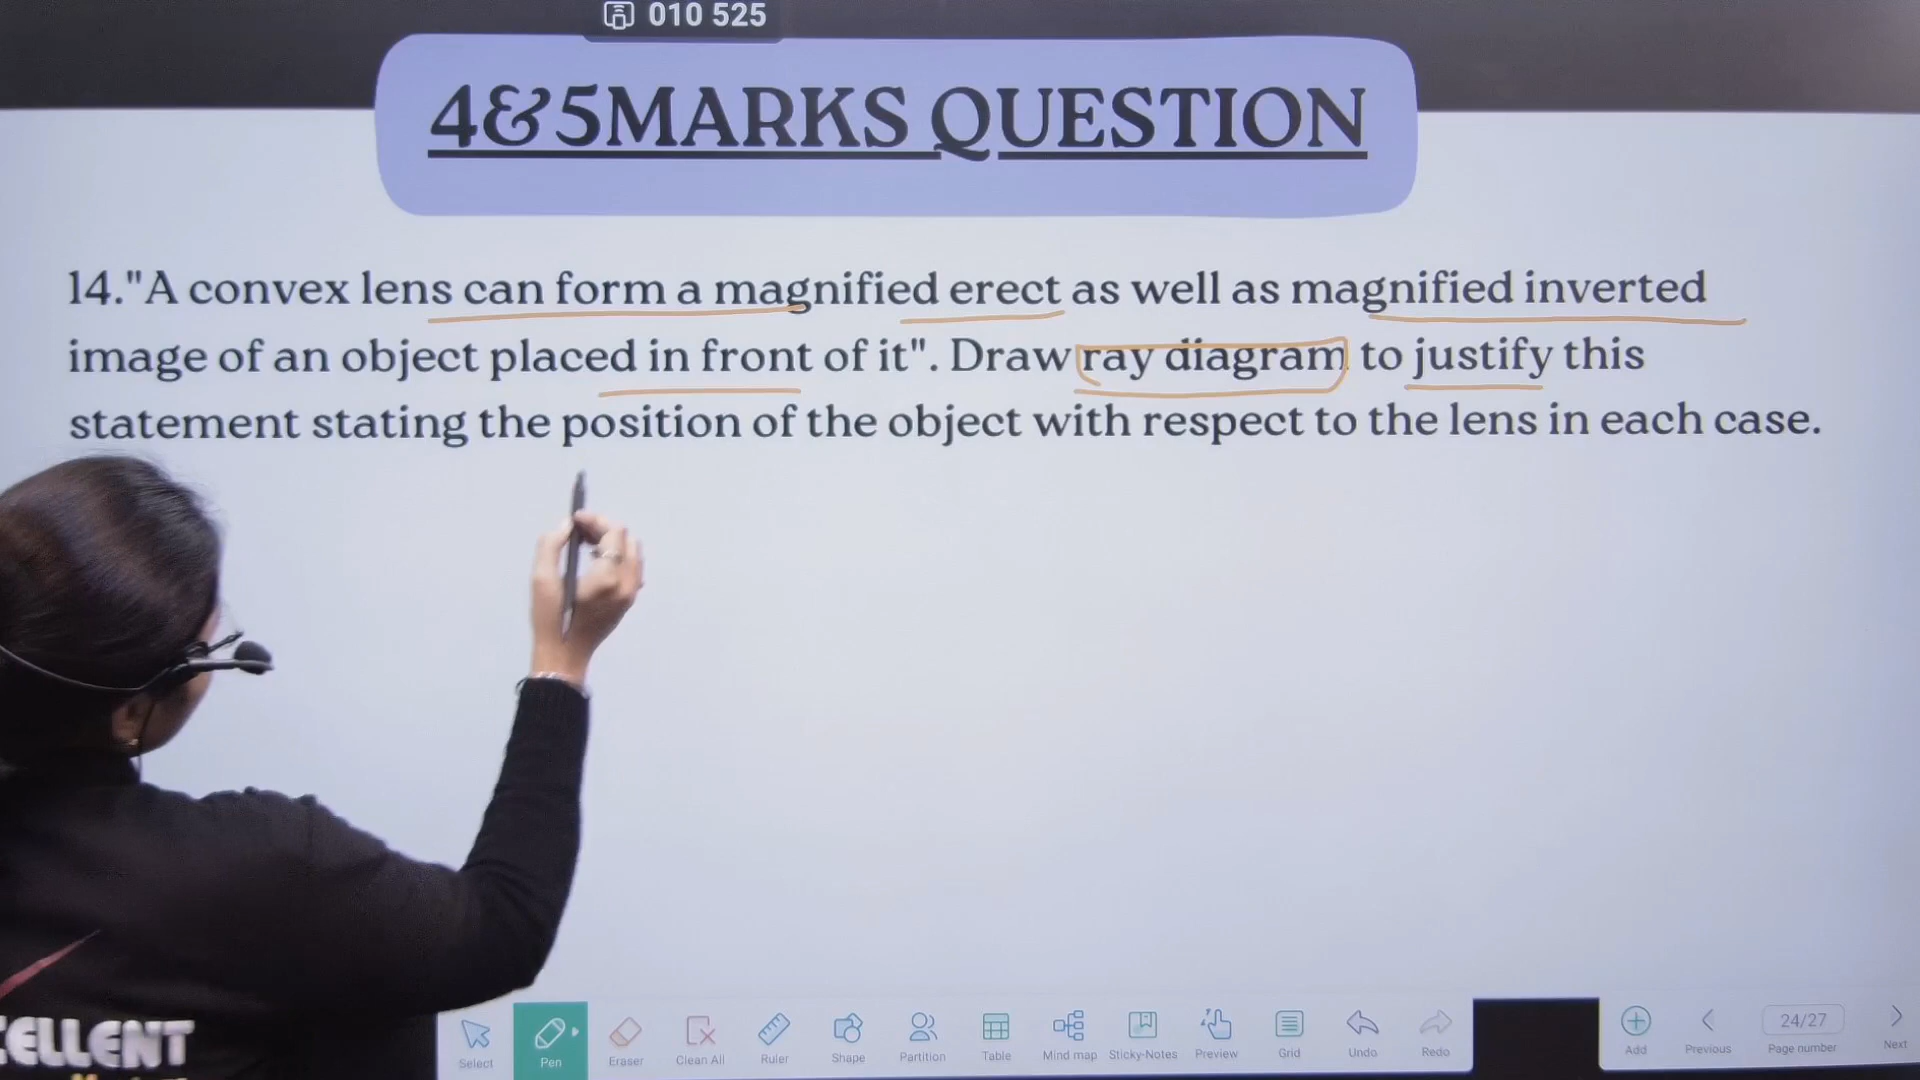 010 525
4&5MARKS QUESTION
14."A convex lens can form a magnified erect as well as magnified inverted
image of an object placed in front of it". Draw ray diagram to justify this
statement stating the position of the object with respect to the lens in each case.
CELLENT
Select Pen Eraser Clean All Ruler Shape Partition Table Mind map Sticky-Notes Preview Grid Undo Redo Add Previous 24/27 Page number Next